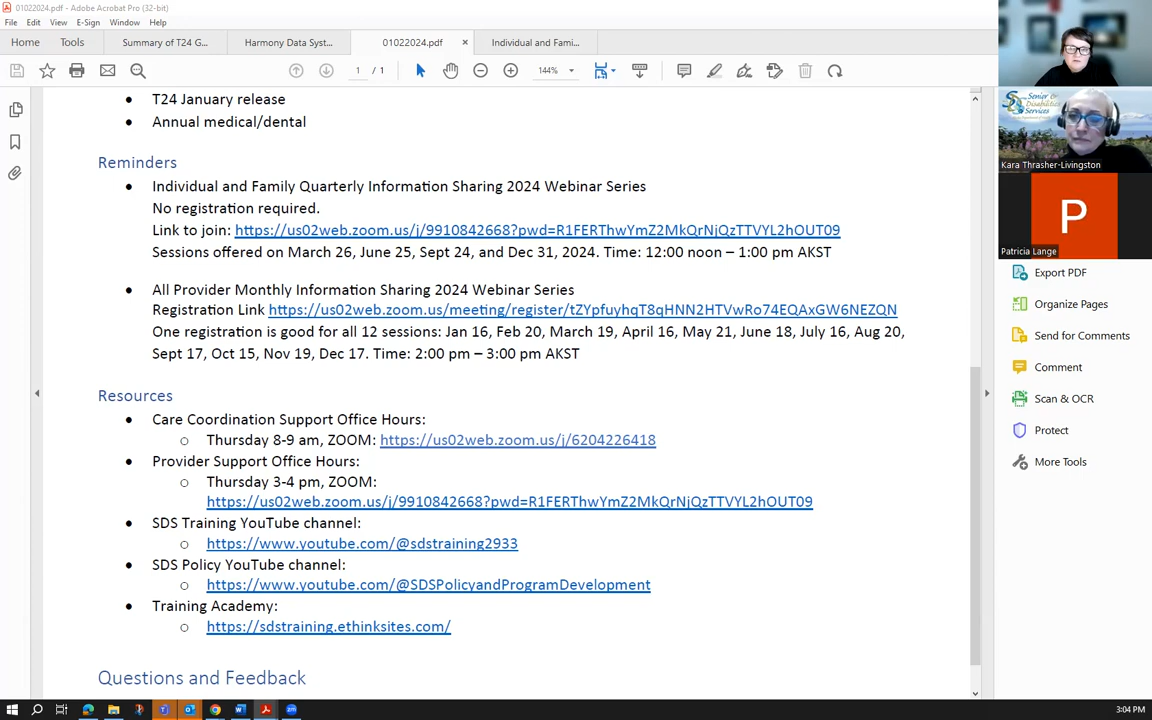 01022024.pdf - Adobe Acrobat Pro (32-bit)
File Edit View E-Sign Window Help
Home Tools Summary of T24 G... Harmony Data Syst... 01022024.pdf × Individual and Fami...
1 / 1 144%
• T24 January release
• Annual medical/dental
Reminders
• Individual and Family Quarterly Information Sharing 2024 Webinar Series
No registration required.
Link to join: https://us02web.zoom.us/j/9910842668?pwd=R1FERThwYmZ2MkQrNjQzTTVYL2hOUT09
Sessions offered on March 26, June 25, Sept 24, and Dec 31, 2024. Time: 12:00 noon – 1:00 pm AKST
• All Provider Monthly Information Sharing 2024 Webinar Series
Registration Link https://us02web.zoom.us/meeting/register/tZYpfuyhqT8qHNN2HTVwRo74EQAxGW6NEZQN
One registration is good for all 12 sessions: Jan 16, Feb 20, March 19, April 16, May 21, June 18, July 16, Aug 20,
Sept 17, Oct 15, Nov 19, Dec 17. Time: 2:00 pm – 3:00 pm AKST
Resources
• Care Coordination Support Office Hours:
○ Thursday 8-9 am, ZOOM: https://us02web.zoom.us/j/6204226418
• Provider Support Office Hours:
○ Thursday 3-4 pm, ZOOM:
https://us02web.zoom.us/j/9910842668?pwd=R1FERThwYmZ2MkQrNjQzTTVYL2hOUT09
• SDS Training YouTube channel:
○ https://www.youtube.com/@sdstraining2933
• SDS Policy YouTube channel:
○ https://www.youtube.com/@SDSPolicyandProgramDevelopment
• Training Academy:
○ https://sdstraining.ethinksites.com/
Questions and Feedback
Senior &
Disabilities
Services
Kara Thrasher-Livingston
P
Patricia Lange
Export PDF
Organize Pages
Send for Comments
Comment
Scan & OCR
Protect
More Tools
3:04 PM